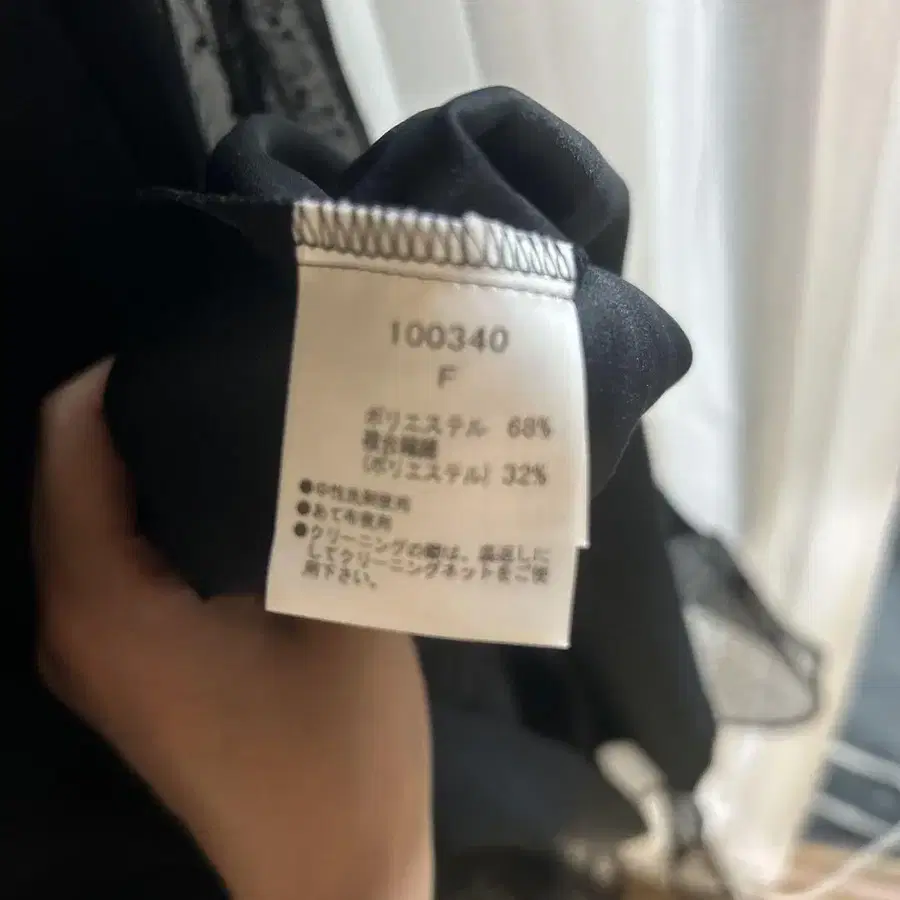 100340
F
ポリエステル 68%
複合繊維
(ポリエステル) 32%
●中性洗剤使用
●あて布使用
●クリーニングの際は、裏返しに
してクリーニングネットをご使
用下さい。